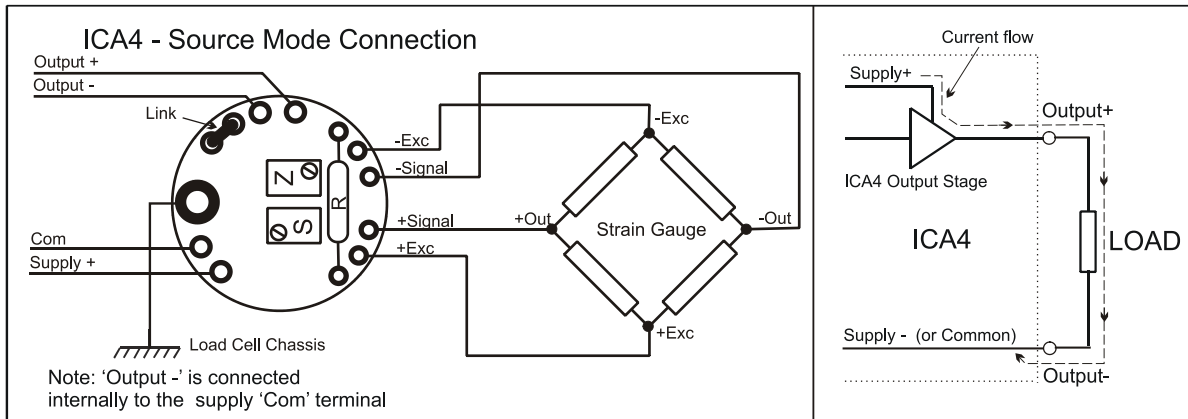 ICA4 - Source Mode Connection
Output +
Output -
Link
-Exc
-Signal
Z
S
R
+Signal
+Exc
Com
Supply +
Load Cell Chassis
Note: 'Output -' is connected
internally to the supply 'Com' terminal
-Exc
+Out
Strain Gauge
-Out
+Exc
Current flow
Supply+
Output+
ICA4 Output Stage
ICA4
LOAD
Supply - (or Common)
Output-